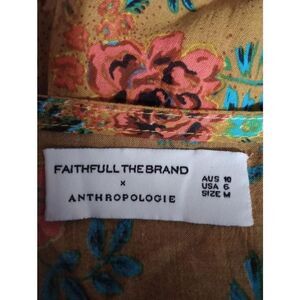 FAITHFULL THE BRAND
x
ANTHROPOLOGIE
AUS 10
USA 6
SIZE M